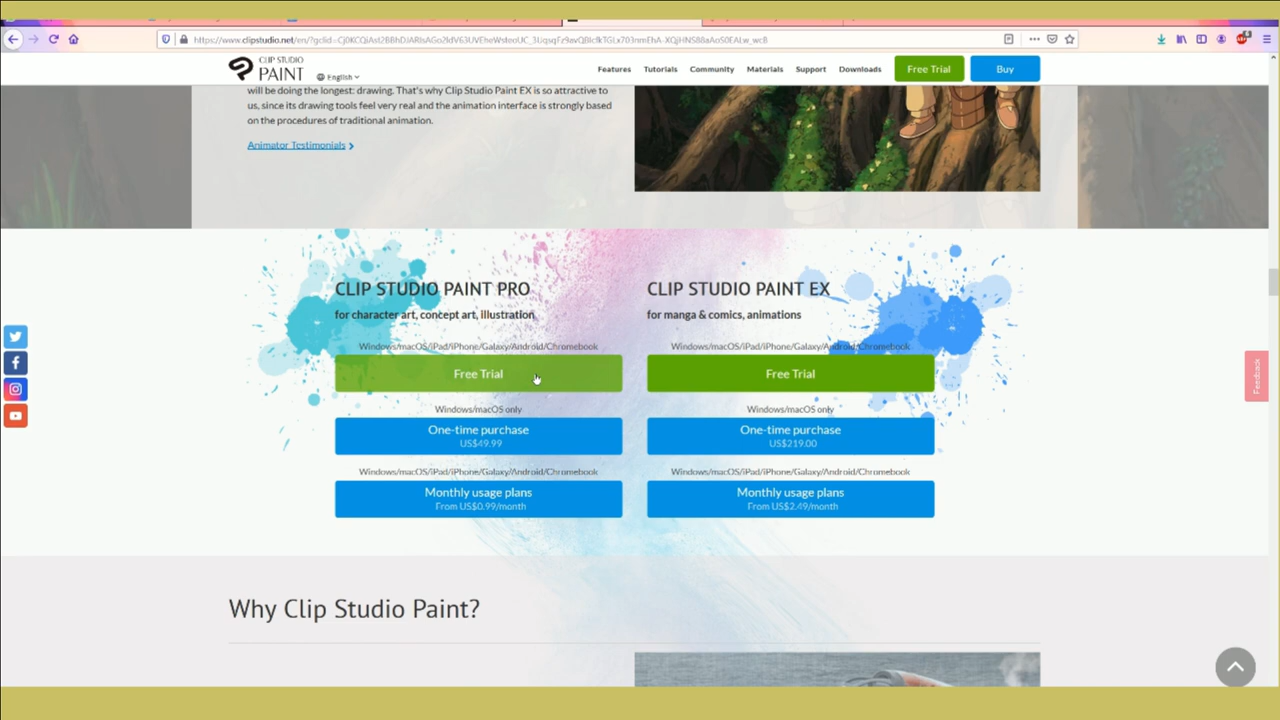 CLIP STUDIO
PAINT
English
Features
Tutorials
Community
Materials
Support
Downloads
Free Trial
Buy
will be doing the longest: drawing. That's why Clip Studio Paint EX is so attractive to
us, since its drawing tools feel very real and the animation interface is strongly based
on the procedures of traditional animation.
Animator Testimonials
CLIP STUDIO PAINT PRO
for character art, concept art, illustration
Windows/macOS/iPad/iPhone/Galaxy/Android/Chromebook
Free Trial
Windows/macOS only
One-time purchase
US$49.99
Windows/macOS/iPad/iPhone/Galaxy/Android/Chromebook
Monthly usage plans
From US$0.99/month
CLIP STUDIO PAINT EX
for manga & comics, animations
Windows/macOS/iPad/iPhone/Galaxy/Android/Chromebook
Free Trial
Windows/macOS only
One-time purchase
US$219.00
Windows/macOS/iPad/iPhone/Galaxy/Android/Chromebook
Monthly usage plans
From US$2.49/month
Feedback
Why Clip Studio Paint?